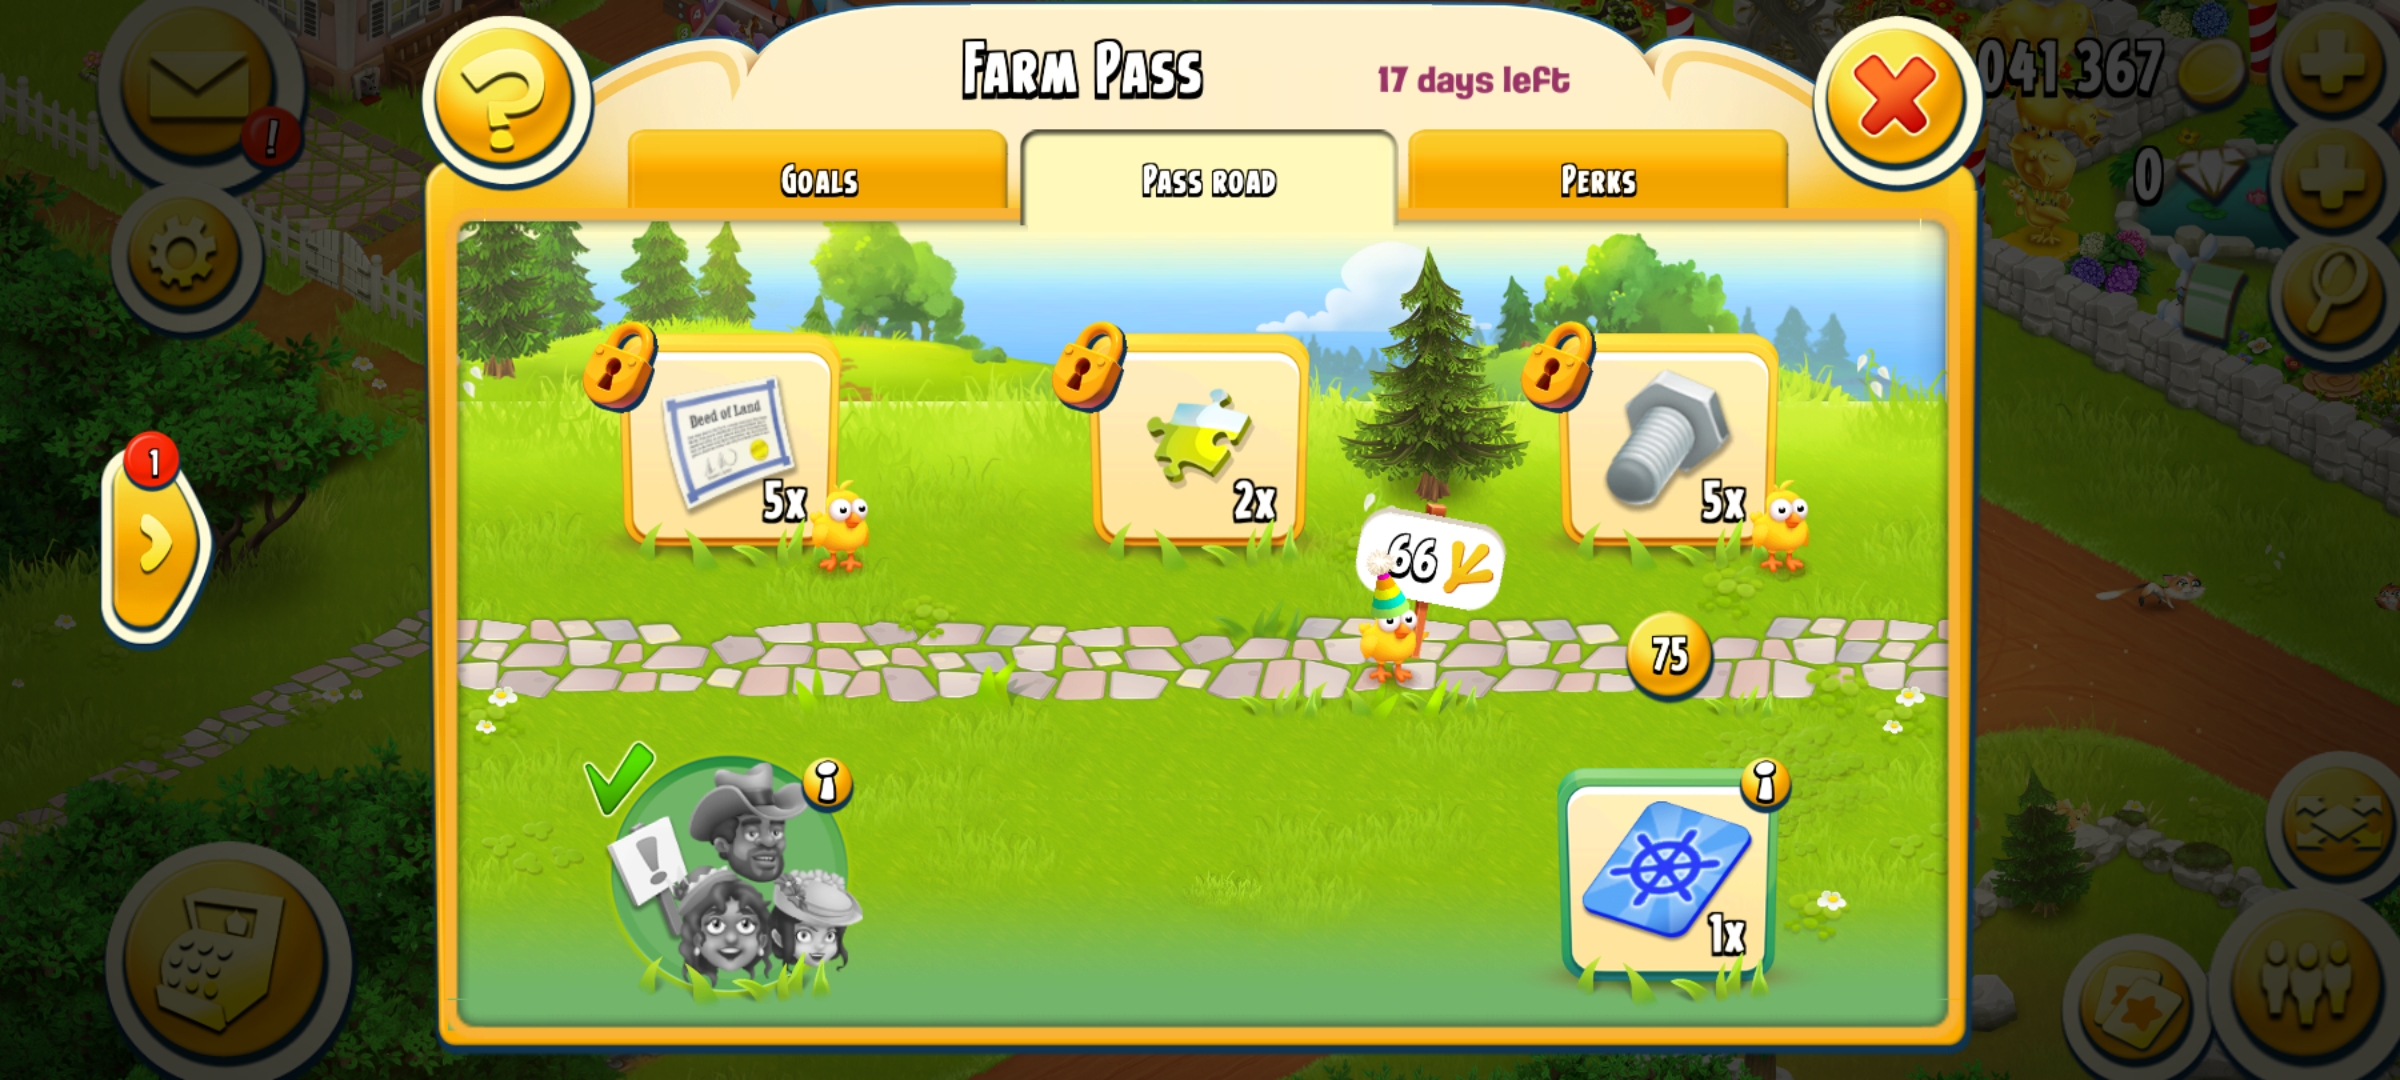 FARM PASS
17 days left
041 367
GOALS
PASS ROAD
PERKS
0
!
Deed of Land
5x
2x
5x
1
66
75
!
1x